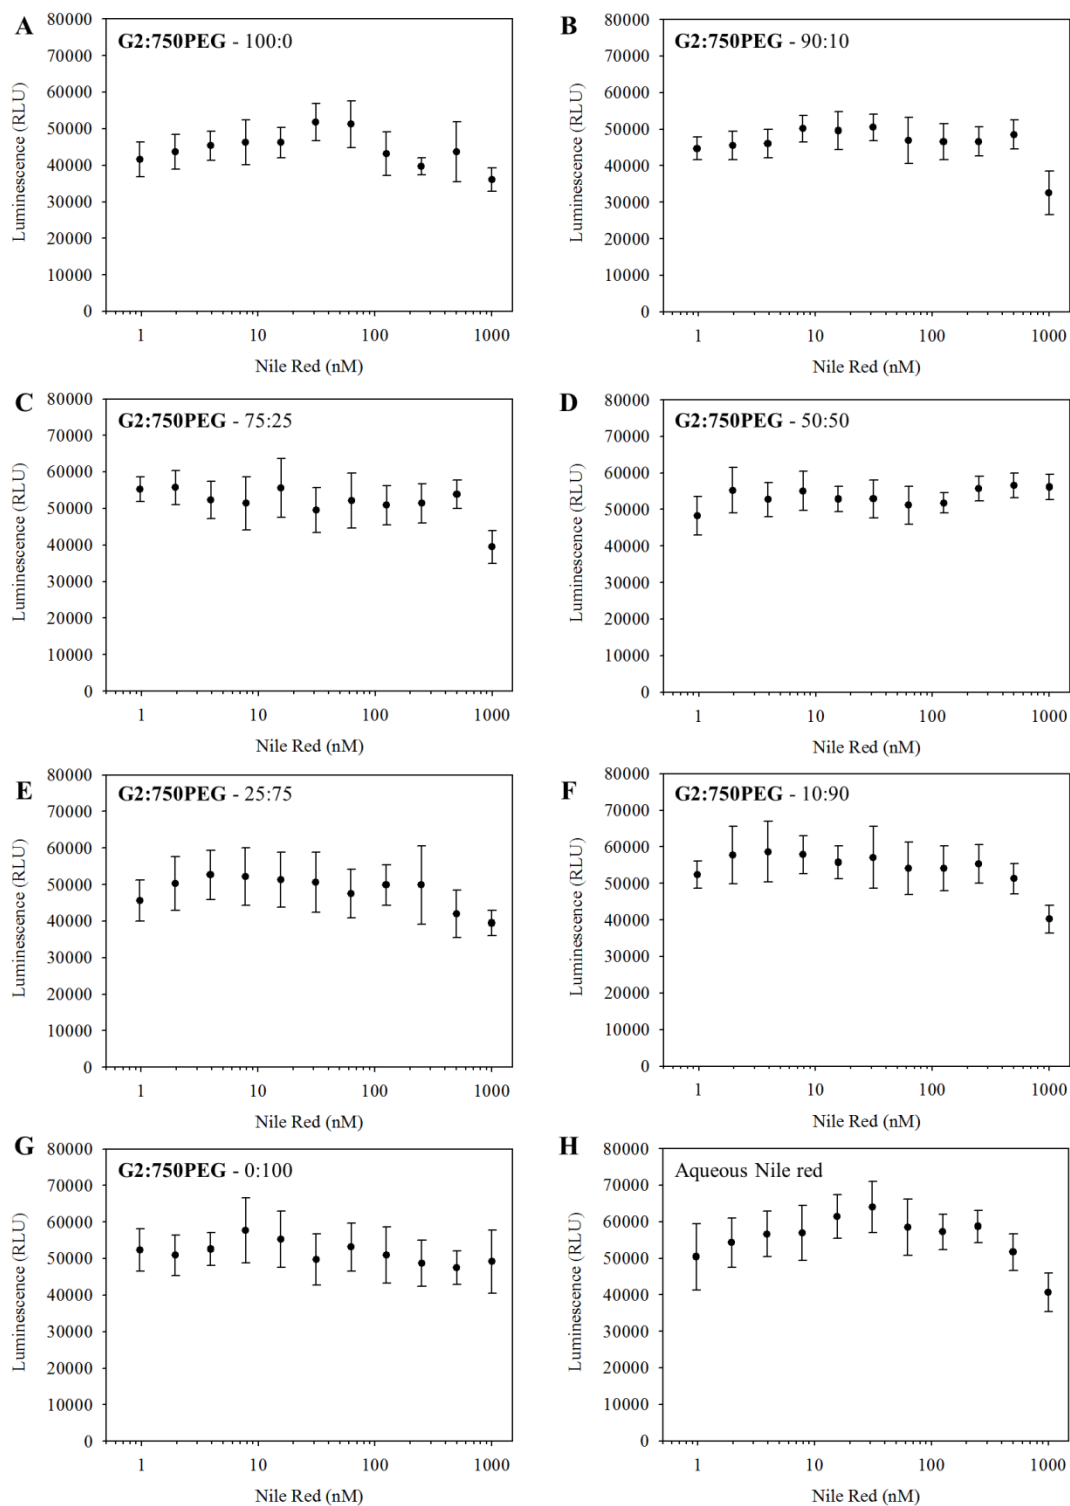 A
G2:750PEG - 100:0
80000
70000
60000
50000
40000
30000
20000
10000
0
Luminescence (RLU)
1 10 100 1000
Nile Red (nM)
B
G2:750PEG - 90:10
80000
70000
60000
50000
40000
30000
20000
10000
0
Luminescence (RLU)
1 10 100 1000
Nile Red (nM)
C
G2:750PEG - 75:25
80000
70000
60000
50000
40000
30000
20000
10000
0
Luminescence (RLU)
1 10 100 1000
Nile Red (nM)
D
G2:750PEG - 50:50
80000
70000
60000
50000
40000
30000
20000
10000
0
Luminescence (RLU)
1 10 100 1000
Nile Red (nM)
E
G2:750PEG - 25:75
80000
70000
60000
50000
40000
30000
20000
10000
0
Luminescence (RLU)
1 10 100 1000
Nile Red (nM)
F
G2:750PEG - 10:90
80000
70000
60000
50000
40000
30000
20000
10000
0
Luminescence (RLU)
1 10 100 1000
Nile Red (nM)
G
G2:750PEG - 0:100
80000
70000
60000
50000
40000
30000
20000
10000
0
Luminescence (RLU)
1 10 100 1000
Nile Red (nM)
H
Aqueous Nile red
80000
70000
60000
50000
40000
30000
20000
10000
0
Luminescence (RLU)
1 10 100 1000
Nile Red (nM)